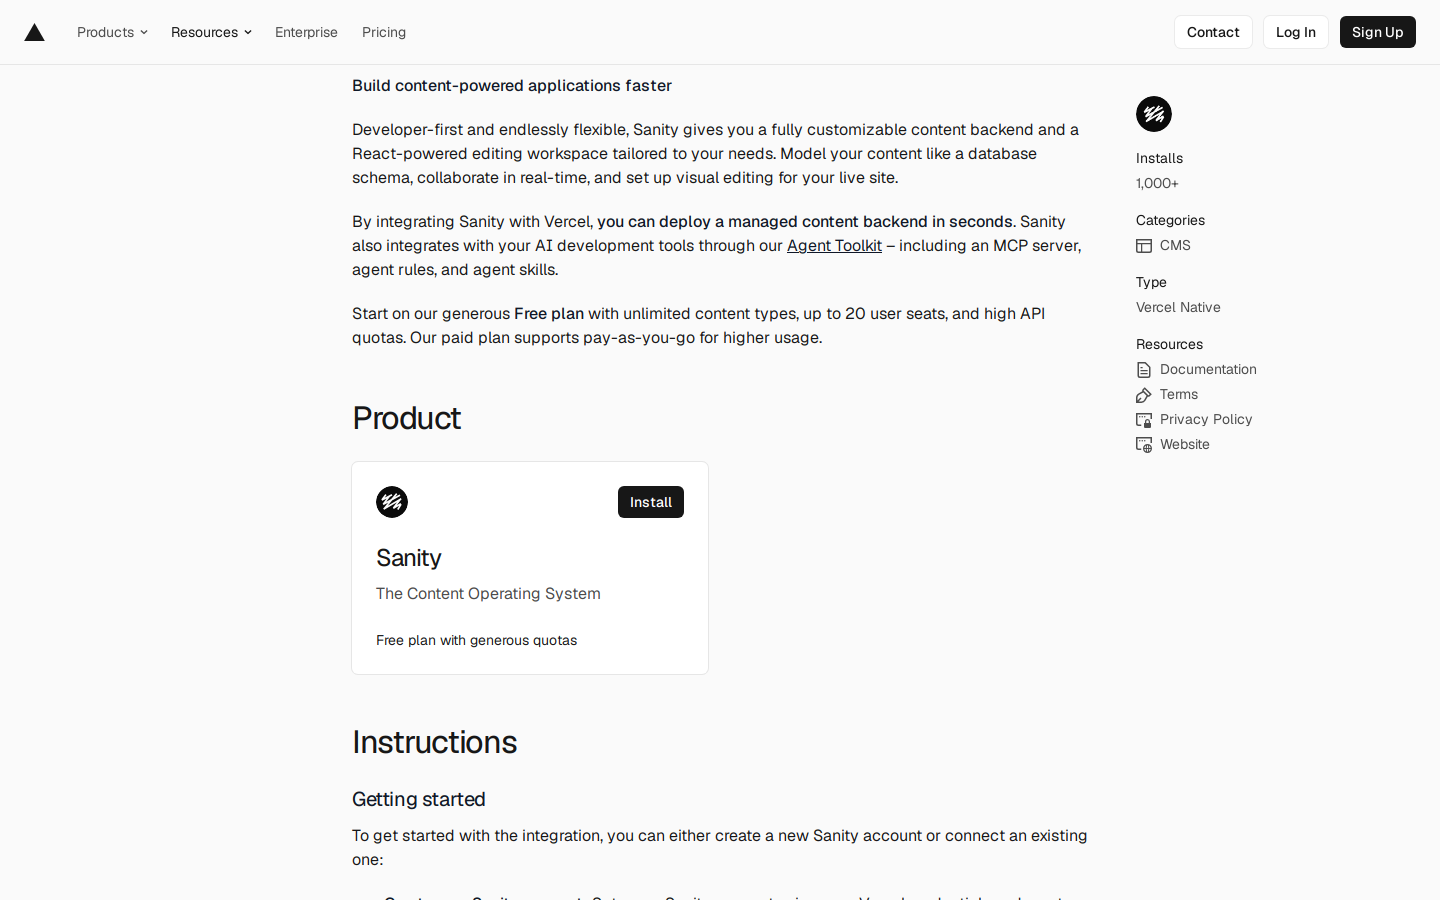 Products
Resources
Enterprise
Pricing
Contact
Log In
Sign Up
Build content-powered applications faster
Developer-first and endlessly flexible, Sanity gives you a fully customizable content backend and a
React-powered editing workspace tailored to your needs. Model your content like a database
schema, collaborate in real-time, and set up visual editing for your live site.
By integrating Sanity with Vercel, you can deploy a managed content backend in seconds. Sanity
also integrates with your AI development tools through our Agent Toolkit – including an MCP server,
agent rules, and agent skills.
Start on our generous Free plan with unlimited content types, up to 20 user seats, and high API
quotas. Our paid plan supports pay-as-you-go for higher usage.
Product
Install
Sanity
The Content Operating System
Free plan with generous quotas
Instructions
Getting started
To get started with the integration, you can either create a new Sanity account or connect an existing
one:
Installs
1,000+
Categories
CMS
Type
Vercel Native
Resources
Documentation
Terms
Privacy Policy
Website